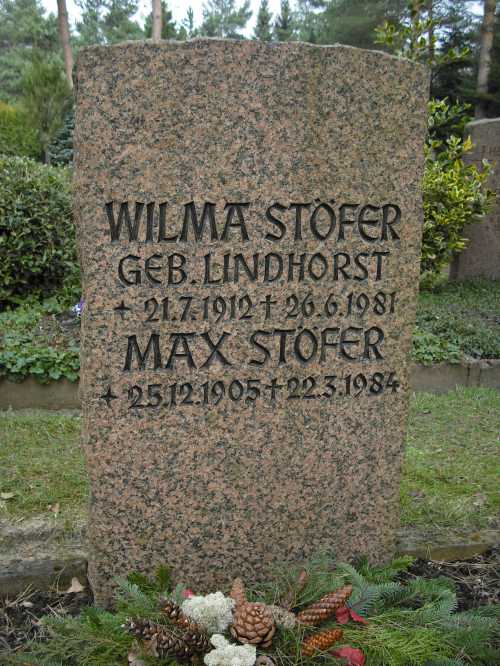 WILMA STÖFER
GEB. LINDHORST
✦ 21.7.1912 ✝ 26.6.1981
MAX STÖFER
✦ 25.12.1905 ✝ 22.3.1984